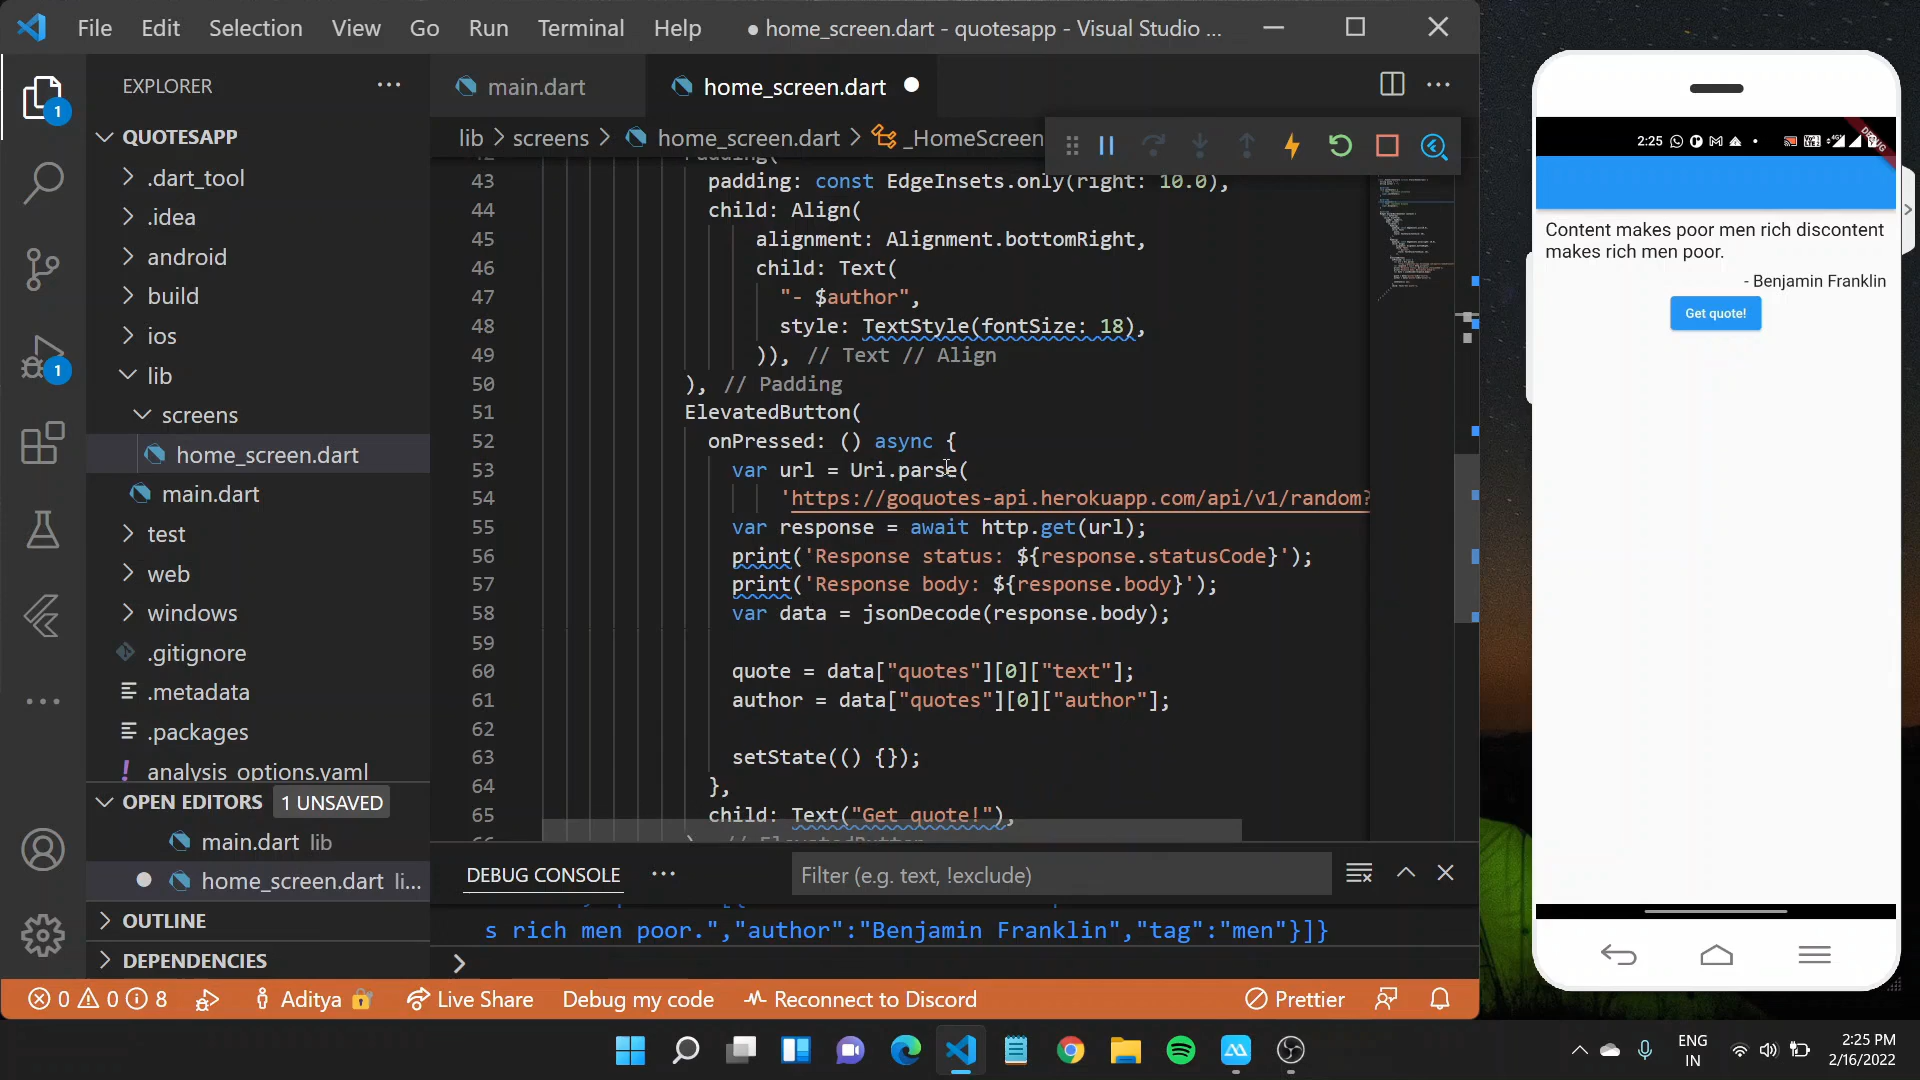 File Edit Selection View Go Run Terminal Help ● home_screen.dart - quotesapp - Visual Studio ...
EXPLORER
QUOTESAPP
.dart_tool
.idea
android
build
ios
lib
screens
home_screen.dart
main.dart
test
web
windows
.gitignore
.metadata
.packages
analysis_options.yaml
OPEN EDITORS 1 UNSAVED
main.dart lib
home_screen.dart li...
OUTLINE
DEPENDENCIES
1
1
main.dart home_screen.dart
lib > screens > home_screen.dart > _HomeScreen
Padding(
43 padding: const EdgeInsets.only(right: 10.0),
44 child: Align(
45 alignment: Alignment.bottomRight,
46 child: Text(
47 "- $author",
48 style: TextStyle(fontSize: 18),
49 )), // Text // Align
50 ), // Padding
51 ElevatedButton(
52 onPressed: () async {
53 var url = Uri.parse(
54 'https://goquotes-api.herokuapp.com/api/v1/random?
55 var response = await http.get(url);
56 print('Response status: ${response.statusCode}');
57 print('Response body: ${response.body}');
58 var data = jsonDecode(response.body);
59
60 quote = data["quotes"][0]["text"];
61 author = data["quotes"][0]["author"];
62
63 setState(() {});
64 },
65 child: Text("Get quote!"),
DEBUG CONSOLE Filter (e.g. text, !exclude)
s rich men poor.","author":"Benjamin Franklin","tag":"men"}]}
>
0 0 8 Aditya Live Share Debug my code Reconnect to Discord Prettier
2:25
DEBUG
Content makes poor men rich discontent
makes rich men poor.
- Benjamin Franklin
Get quote!
ENG
IN
2:25 PM
2/16/2022